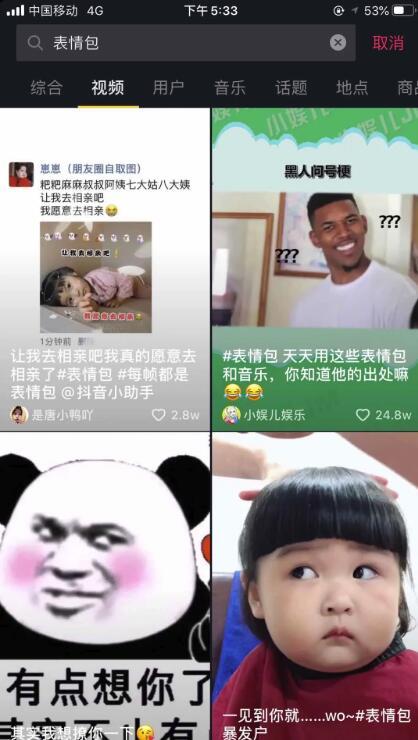 中国移动 4G
下午 5:33
53%
表情包
取消
综合 视频 用户 音乐 话题 地点 商品
崽崽（朋友圈自取图）
粑粑麻麻叔叔阿姨七大姑八大姨
让我去相亲吧
我愿意去相亲😭
让我去相亲吧
我愿意去相亲
1分钟前 删除
让我去相亲吧我真的愿意去
相亲了#表情包 #每帧都是
表情包 @抖音小助手
是唐小鸭吖
2.8w
小娱儿
黑人问号梗
???
???
#表情包 天天用这些表情包
和音乐，你知道他的出处嘛
😂😂
小娱儿娱乐
24.8w
有点想你了
其实我想撩你一下😘
一见到你就......wo~#表情包
暴发户